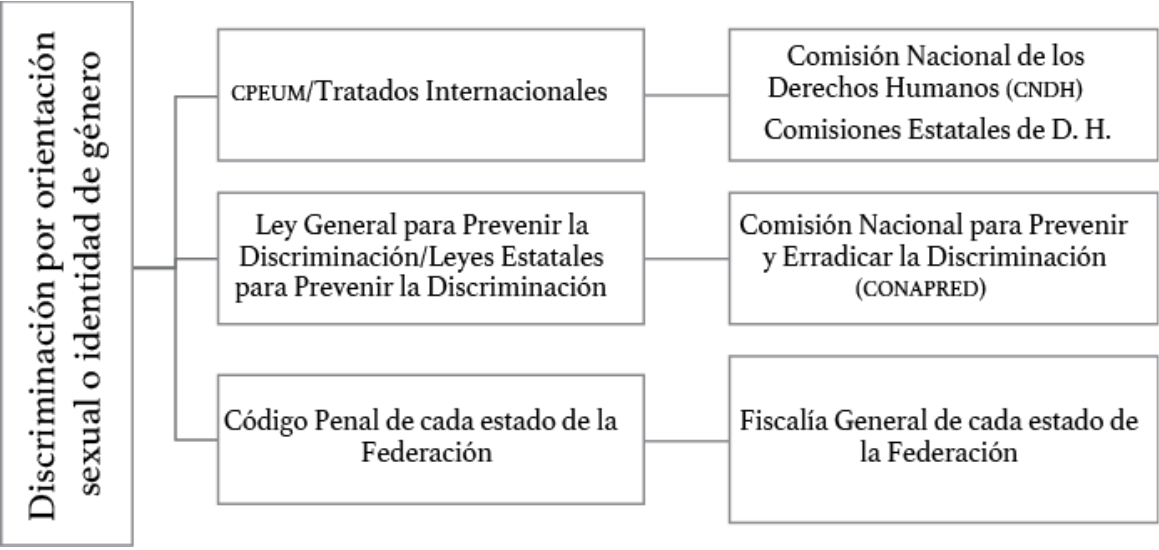 Discriminación por orientación
sexual o identidad de género
CPEUM/Tratados Internacionales
Comisión Nacional de los
Derechos Humanos (CNDH)
Comisiones Estatales de D. H.
Ley General para Prevenir la
Discriminación/Leyes Estatales
para Prevenir la Discriminación
Comisión Nacional para Prevenir
y Erradicar la Discriminación
(CONAPRED)
Código Penal de cada estado de la
Federación
Fiscalía General de cada estado de
la Federación